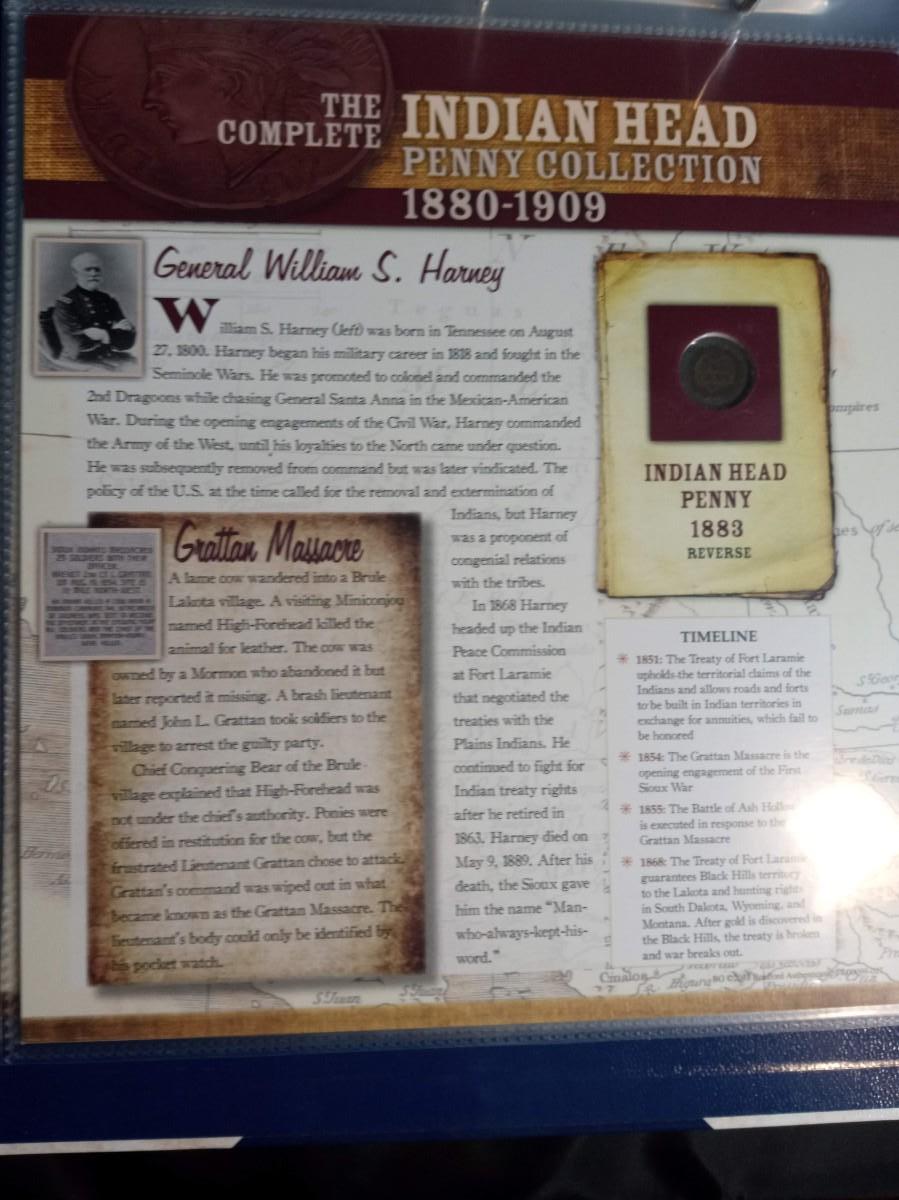 THE
COMPLETE
INDIAN HEAD
PENNY COLLECTION
1880-1909
General William S. Harney
William S. Harney (left) was born in Tennessee on August
27, 1800. Harney began his military career in 1818 and fought in the
Seminole Wars. He was promoted to colonel and commanded the
2nd Dragoons while chasing General Santa Anna in the Mexican-American
War. During the opening engagements of the Civil War, Harney commanded
the Army of the West, until his loyalties to the North came under question.
He was subsequently removed from command but was later vindicated. The
policy of the U.S. at the time called for the removal and extermination of
Indians, but Harney
was a proponent of
congenial relations
with the tribes.
In 1868 Harney
headed up the Indian
Peace Commission
at Fort Laramie
that negotiated the
treaties with the
Plains Indians. He
continued to fight for
Indian treaty rights
after he retired in
1863. Harney died on
May 9, 1889. After his
death, the Sioux gave
him the name "Man-
who-always-kept-his-
word."
Grattan Massacre
A lame cow wandered into a Brule
Lakota village. A visiting Miniconjou
named High-Forehead killed the
animal for leather. The cow was
owned by a Mormon who abandoned it but
later reported it missing. A brash lieutenant
named John L. Grattan took soldiers to the
village to arrest the guilty party.
Chief Conquering Bear of the Brule
village explained that High-Forehead was
not under the chief's authority. Ponies were
offered in restitution for the cow, but the
frustrated Lieutenant Grattan chose to attack.
Grattan's command was wiped out in what
became known as the Grattan Massacre. The
lieutenant's body could only be identified by
his pocket watch.
INDIAN HEAD
PENNY
1883
REVERSE
TIMELINE
1851: The Treaty of Fort Laramie
upholds the territorial claims of the
Indians and allows roads and forts
to be built in Indian territories in
exchange for annuities, which fail to
be honored
1854: The Grattan Massacre is the
opening engagement of the First
Sioux War
1855: The Battle of Ash Hollow
is executed in response to the
Grattan Massacre
1868: The Treaty of Fort Laramie
guarantees Black Hills territory
to the Lakota and hunting rights
in South Dakota, Wyoming, and
Montana. After gold is discovered in
the Black Hills, the treaty is broken
and war breaks out.